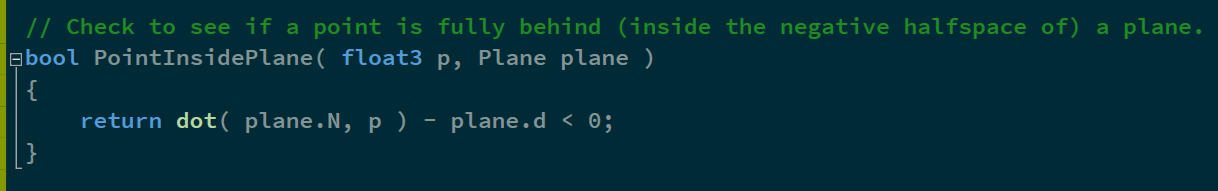 // Check to see if a point is fully behind (inside the negative halfspace of) a plane.
bool PointInsidePlane( float3 p, Plane plane )
{
    return dot( plane.N, p ) - plane.d < 0;
}